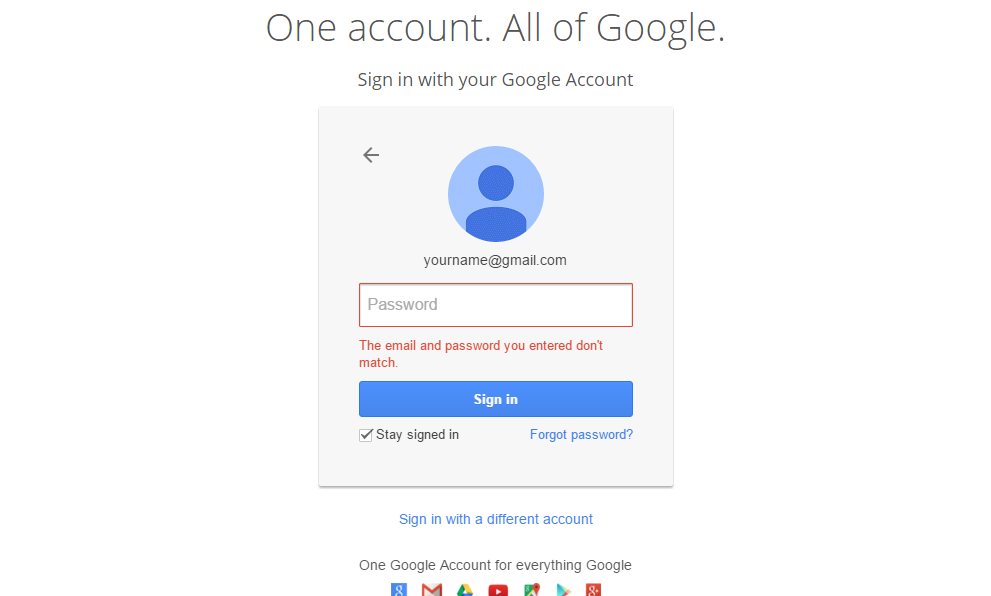 One account. All of Google.
Sign in with your Google Account
yourname@gmail.com
Password
The email and password you entered don't
match.
Sign in
Stay signed in
Forgot password?
Sign in with a different account
One Google Account for everything Google